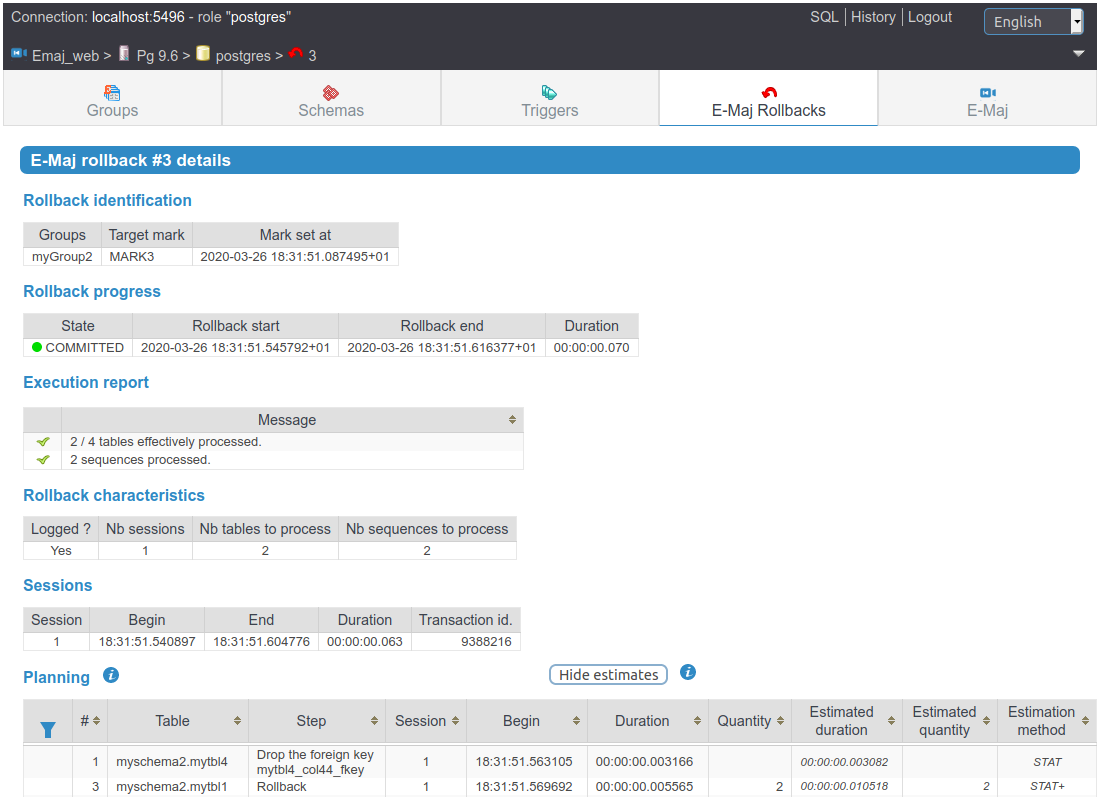 Connection: localhost:5496 - role "postgres"
SQL History Logout English
Emaj_web > Pg 9.6 > postgres > 3
Groups Schemas Triggers E-Maj Rollbacks E-Maj
E-Maj rollback #3 details
Rollback identification
Groups Target mark Mark set at
myGroup2 MARK3 2020-03-26 18:31:51.087495+01
Rollback progress
State Rollback start Rollback end Duration
COMMITTED 2020-03-26 18:31:51.545792+01 2020-03-26 18:31:51.616377+01 00:00:00.070
Execution report
Message
2 / 4 tables effectively processed.
2 sequences processed.
Rollback characteristics
Logged ? Nb sessions Nb tables to process Nb sequences to process
Yes 1 2 2
Sessions
Session Begin End Duration Transaction id.
1 18:31:51.540897 18:31:51.604776 00:00:00.063 9388216
Planning i Hide estimates i
# Table Step Session Begin Duration Quantity Estimated duration Estimated quantity Estimation method
1 myschema2.mytbl4 Drop the foreign key mytbl4_col44_fkey 1 18:31:51.563105 00:00:00.003166 00:00:00.003082 STAT
3 myschema2.mytbl1 Rollback 1 18:31:51.569692 00:00:00.005565 2 00:00:00.010518 2 STAT+